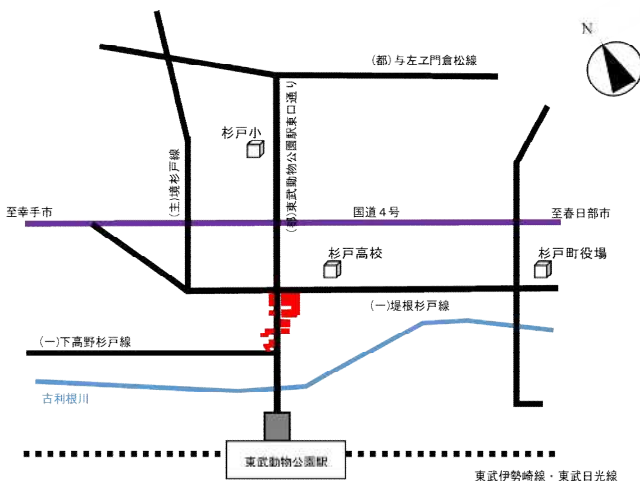 N
(都)与左ヱ門倉松線
(都)東武動物公園駅東口通り
杉戸小
(主)境杉戸線
至幸手市
国道4号
至春日部市
杉戸高校
杉戸町役場
(一)堤根杉戸線
(一)下高野杉戸線
古利根川
東武動物公園駅
東武伊勢崎線・東武日光線